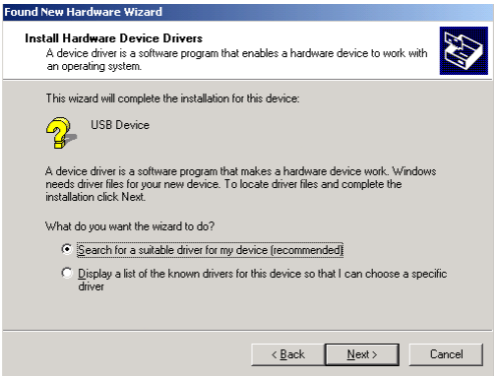 Found New Hardware Wizard
Install Hardware Device Drivers
A device driver is a software program that enables a hardware device to work with
an operating system.
This wizard will complete the installation for this device:
USB Device
A device driver is a software program that makes a hardware device work. Windows
needs driver files for your new device. To locate driver files and complete the
installation click Next.
What do you want the wizard to do?
Search for a suitable driver for my device (recommended)
Display a list of the known drivers for this device so that I can choose a specific
driver
< Back Next > Cancel